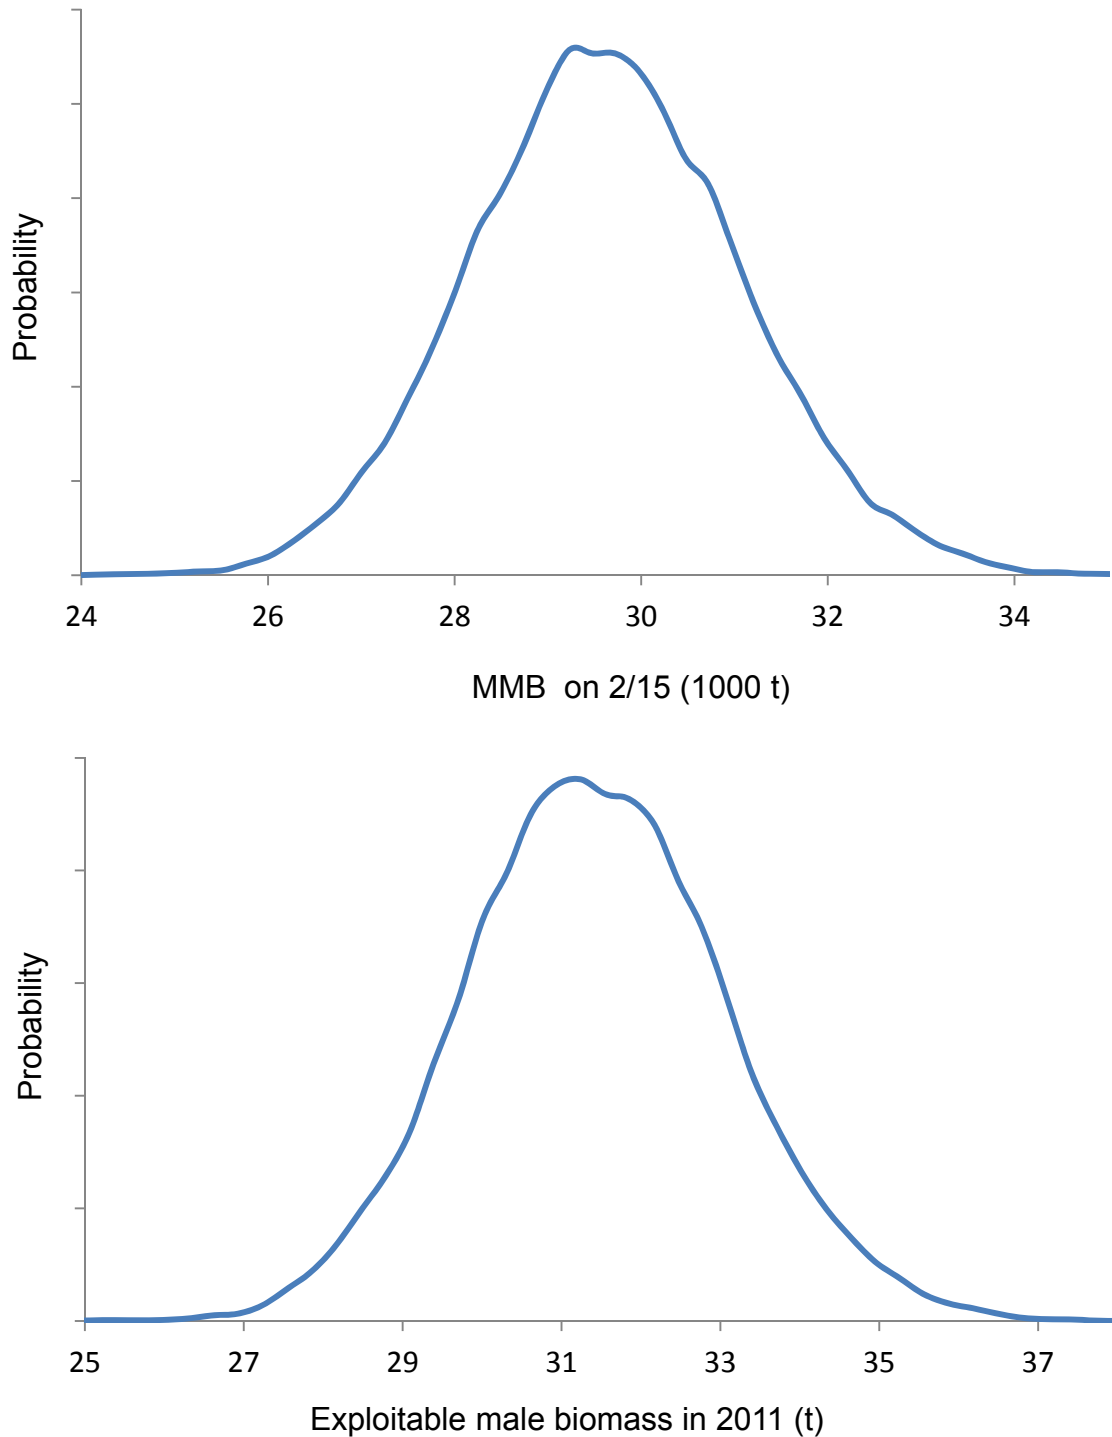 Probability
24 26 28 30 32 34
MMB on 2/15 (1000 t)
Probability
25 27 29 31 33 35 37
Exploitable male biomass in 2011 (t)